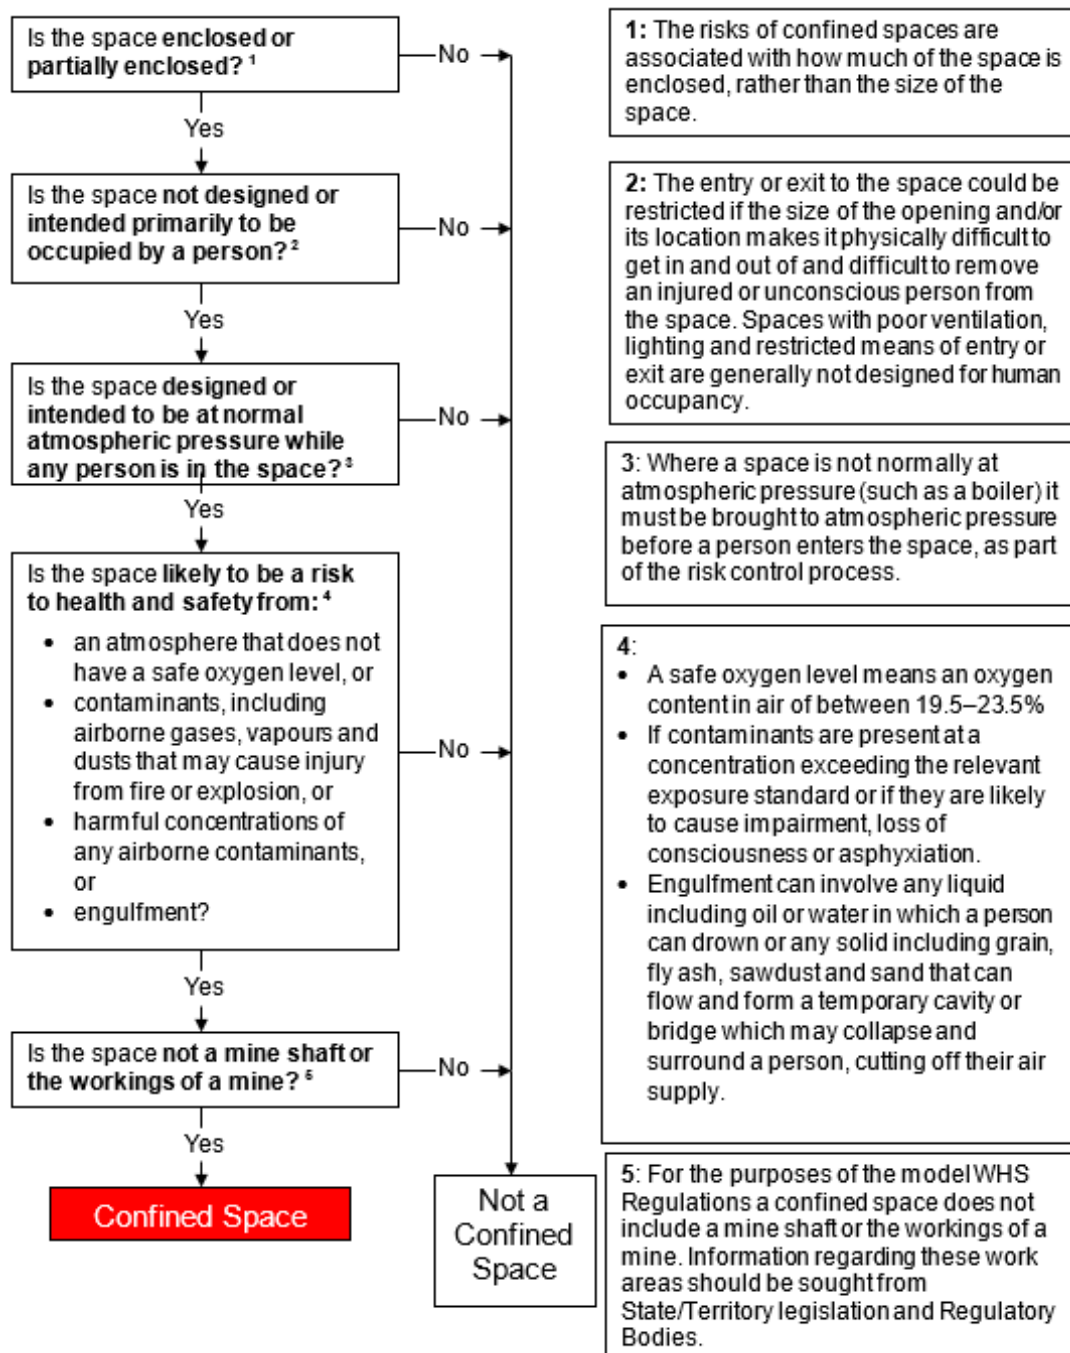 Is the space enclosed or
partially enclosed? 1
No
Yes
Is the space not designed or
intended primarily to be
occupied by a person? 2
No
Yes
Is the space designed or
intended to be at normal
atmospheric pressure while
any person is in the space? 3
No
Yes
Is the space likely to be a risk
to health and safety from: 4
• an atmosphere that does not
have a safe oxygen level, or
• contaminants, including
airborne gases, vapours and
dusts that may cause injury
from fire or explosion, or
• harmful concentrations of
any airborne contaminants,
or
• engulfment?
No
Yes
Is the space not a mine shaft or
the workings of a mine? 5
No
Yes
Confined Space
Not a
Confined
Space
1: The risks of confined spaces are
associated with how much of the space is
enclosed, rather than the size of the
space.
2: The entry or exit to the space could be
restricted if the size of the opening and/or
its location makes it physically difficult to
get in and out of and difficult to remove
an injured or unconscious person from
the space. Spaces with poor ventilation,
lighting and restricted means of entry or
exit are generally not designed for human
occupancy.
3: Where a space is not normally at
atmospheric pressure (such as a boiler) it
must be brought to atmospheric pressure
before a person enters the space, as part
of the risk control process.
4:
• A safe oxygen level means an oxygen
content in air of between 19.5–23.5%
• If contaminants are present at a
concentration exceeding the relevant
exposure standard or if they are likely
to cause impairment, loss of
consciousness or asphyxiation.
• Engulfment can involve any liquid
including oil or water in which a person
can drown or any solid including grain,
fly ash, sawdust and sand that can
flow and form a temporary cavity or
bridge which may collapse and
surround a person, cutting off their air
supply.
5: For the purposes of the model WHS
Regulations a confined space does not
include a mine shaft or the workings of a
mine. Information regarding these work
areas should be sought from
State/Territory legislation and Regulatory
Bodies.